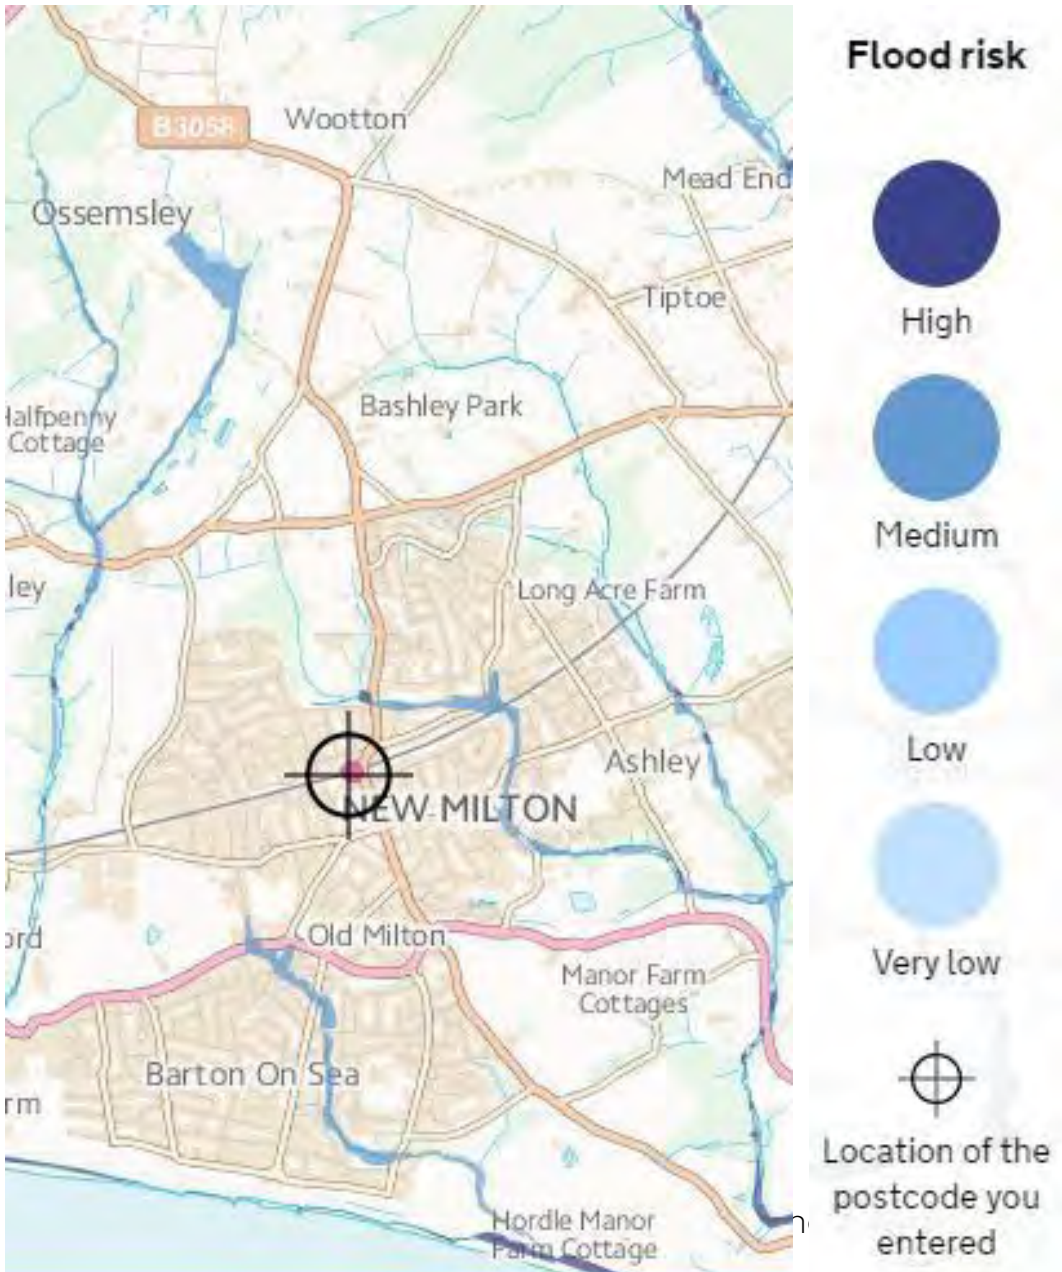 Flood risk
Wootton
B3058
Mead End
Ossemsley
High
Tiptoe
Halfpenny
Cottage
Bashley Park
Medium
ley
Long Acre Farm
Low
Ashley
NEW MILTON
ord
Old Milton
Very low
Manor Farm
Cottages
Barton On Sea
rm
Location of the
postcode you
entered
Hordle Manor
Farm Cottage